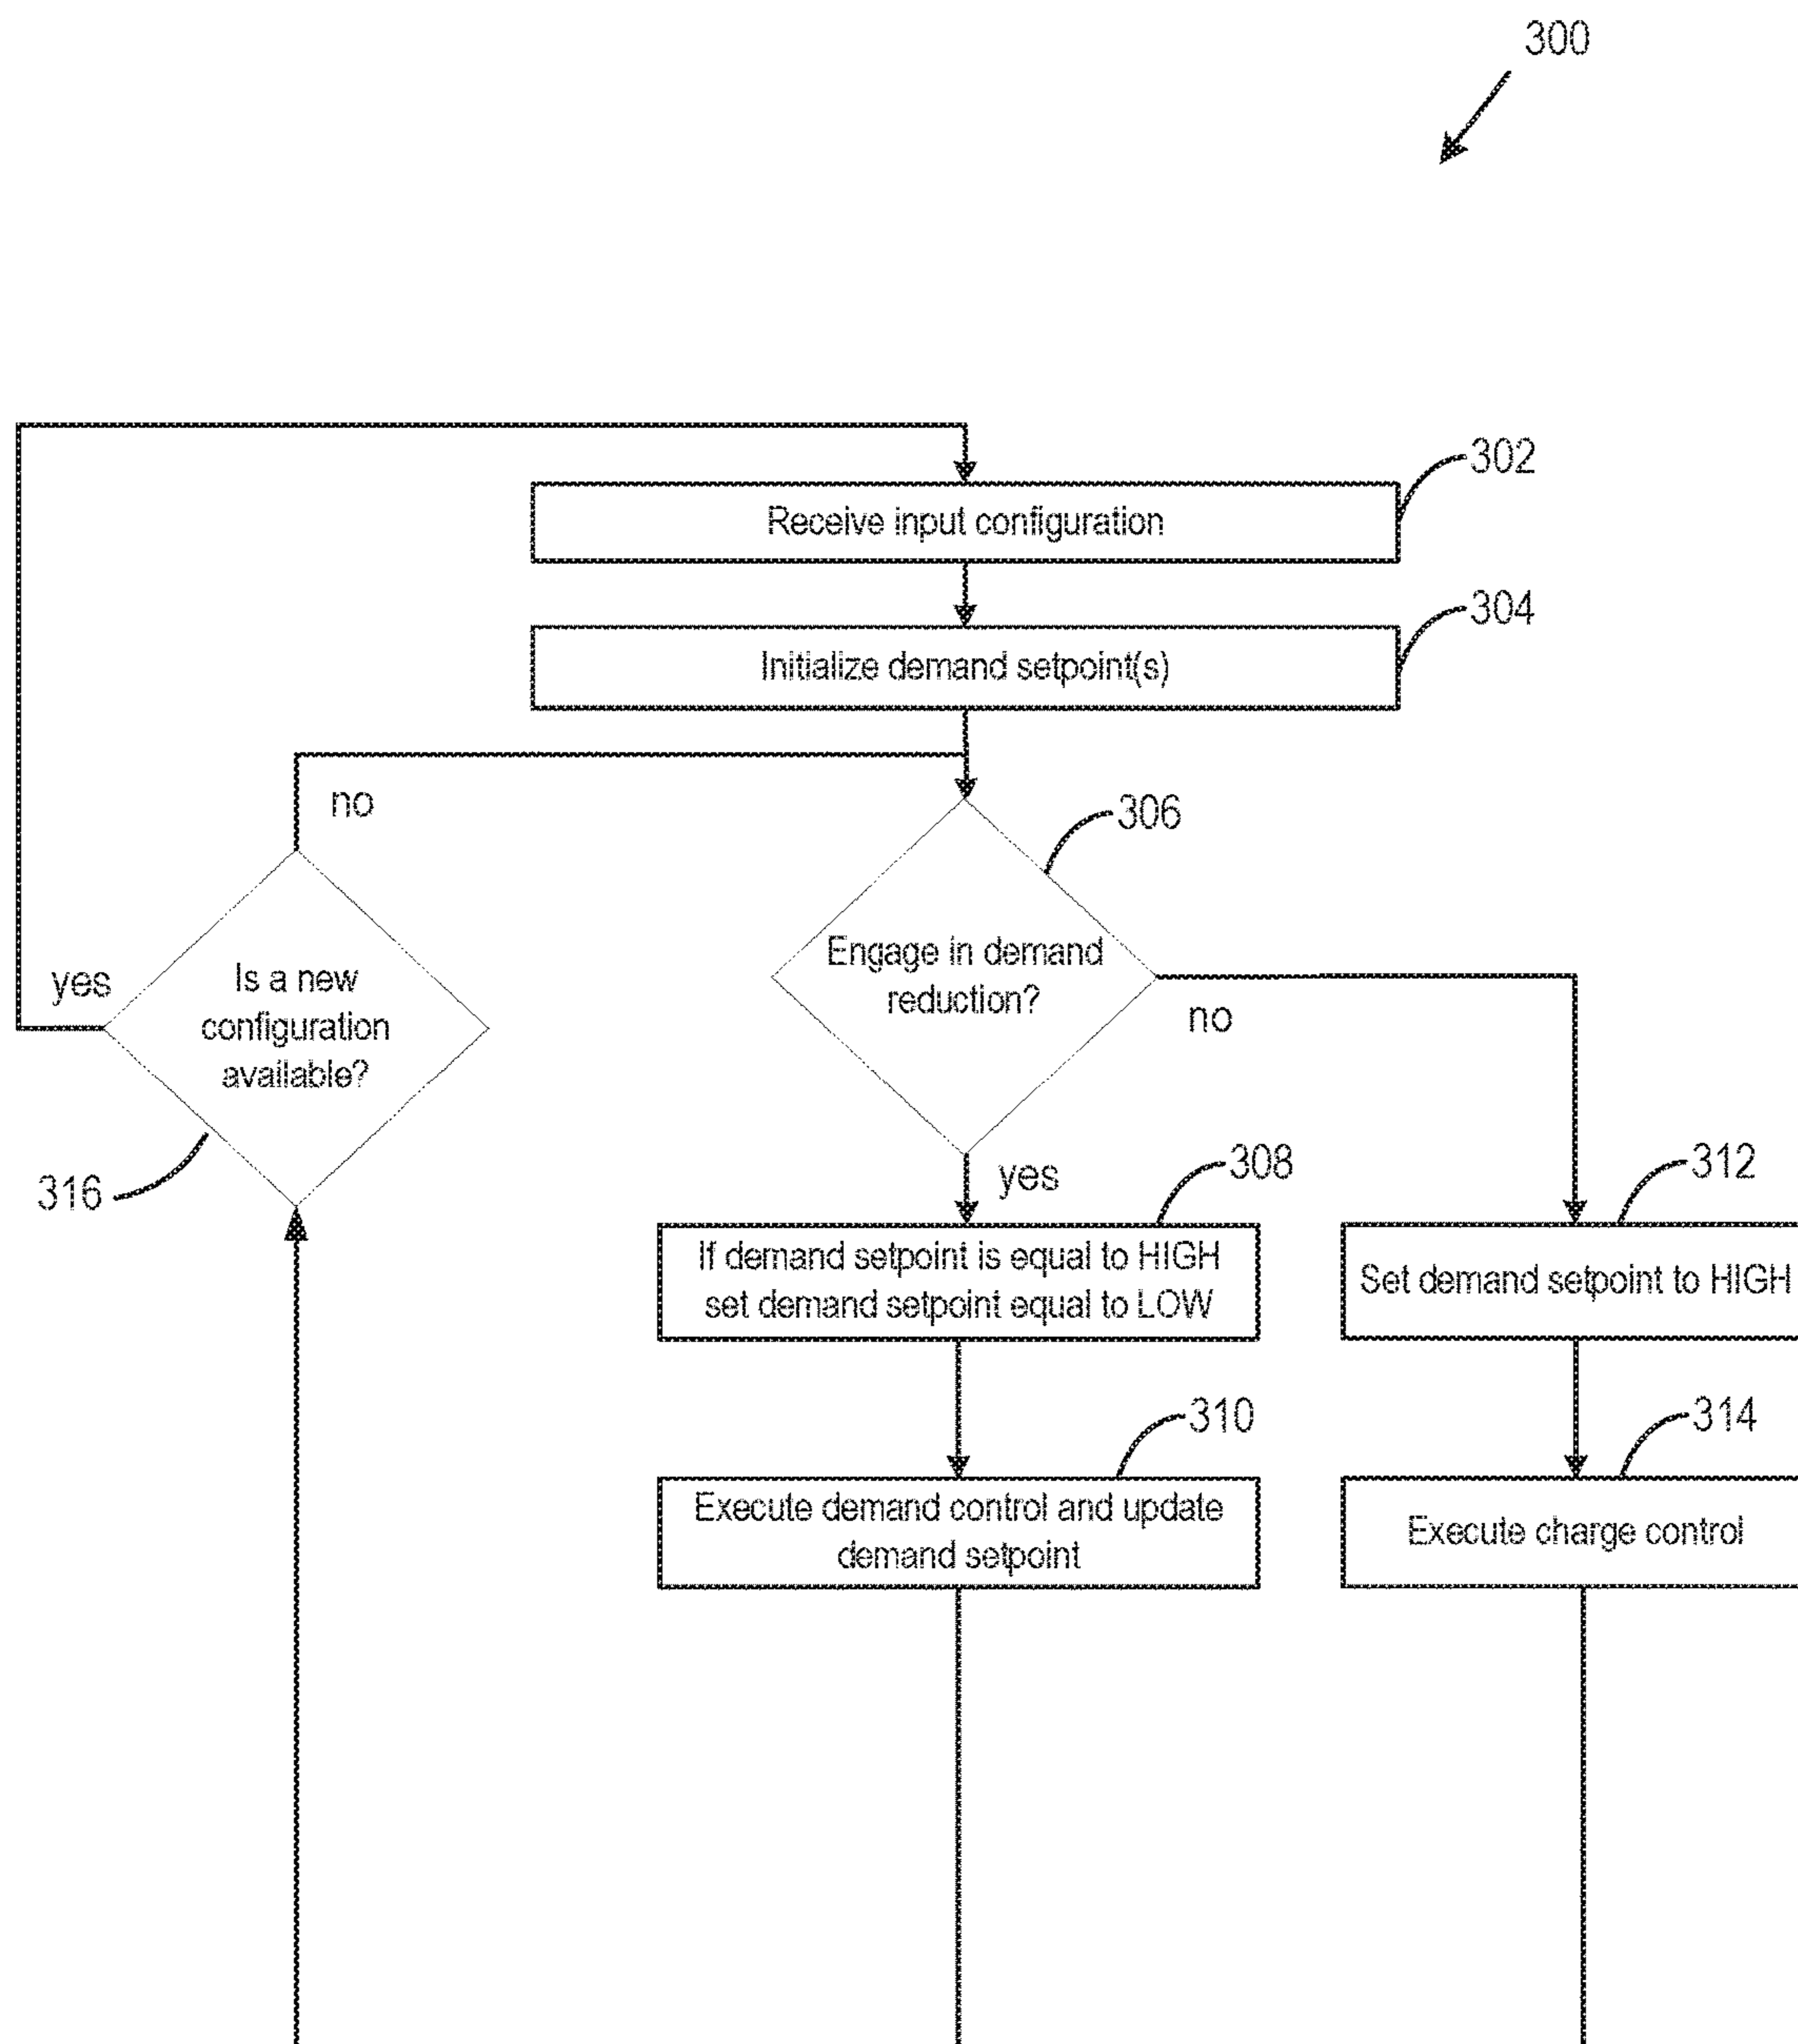 300
302
Receive input configuration
304
Initialize demand setpoint(s)
no
306
Engage in demand
reduction?
no
yes
Is a new
configuration
available?
yes
316
308
If demand setpoint is equal to HIGH
set demand setpoint equal to LOW
312
Set demand setpoint to HIGH
310
Execute demand control and update
demand setpoint
314
Execute charge control